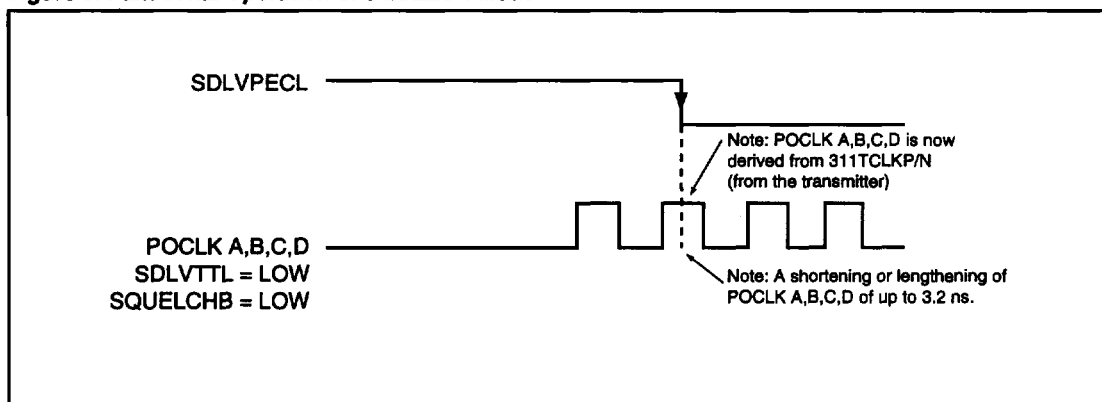 SDLVPECL
Note: POCLK A,B,C,D is now
derived from 311TCLKP/N
(from the transmitter)
POCLK A,B,C,D
SDLVTTL = LOW
SQUELCHB = LOW
Note: A shortening or lengthening of
POCLK A,B,C,D of up to 3.2 ns.